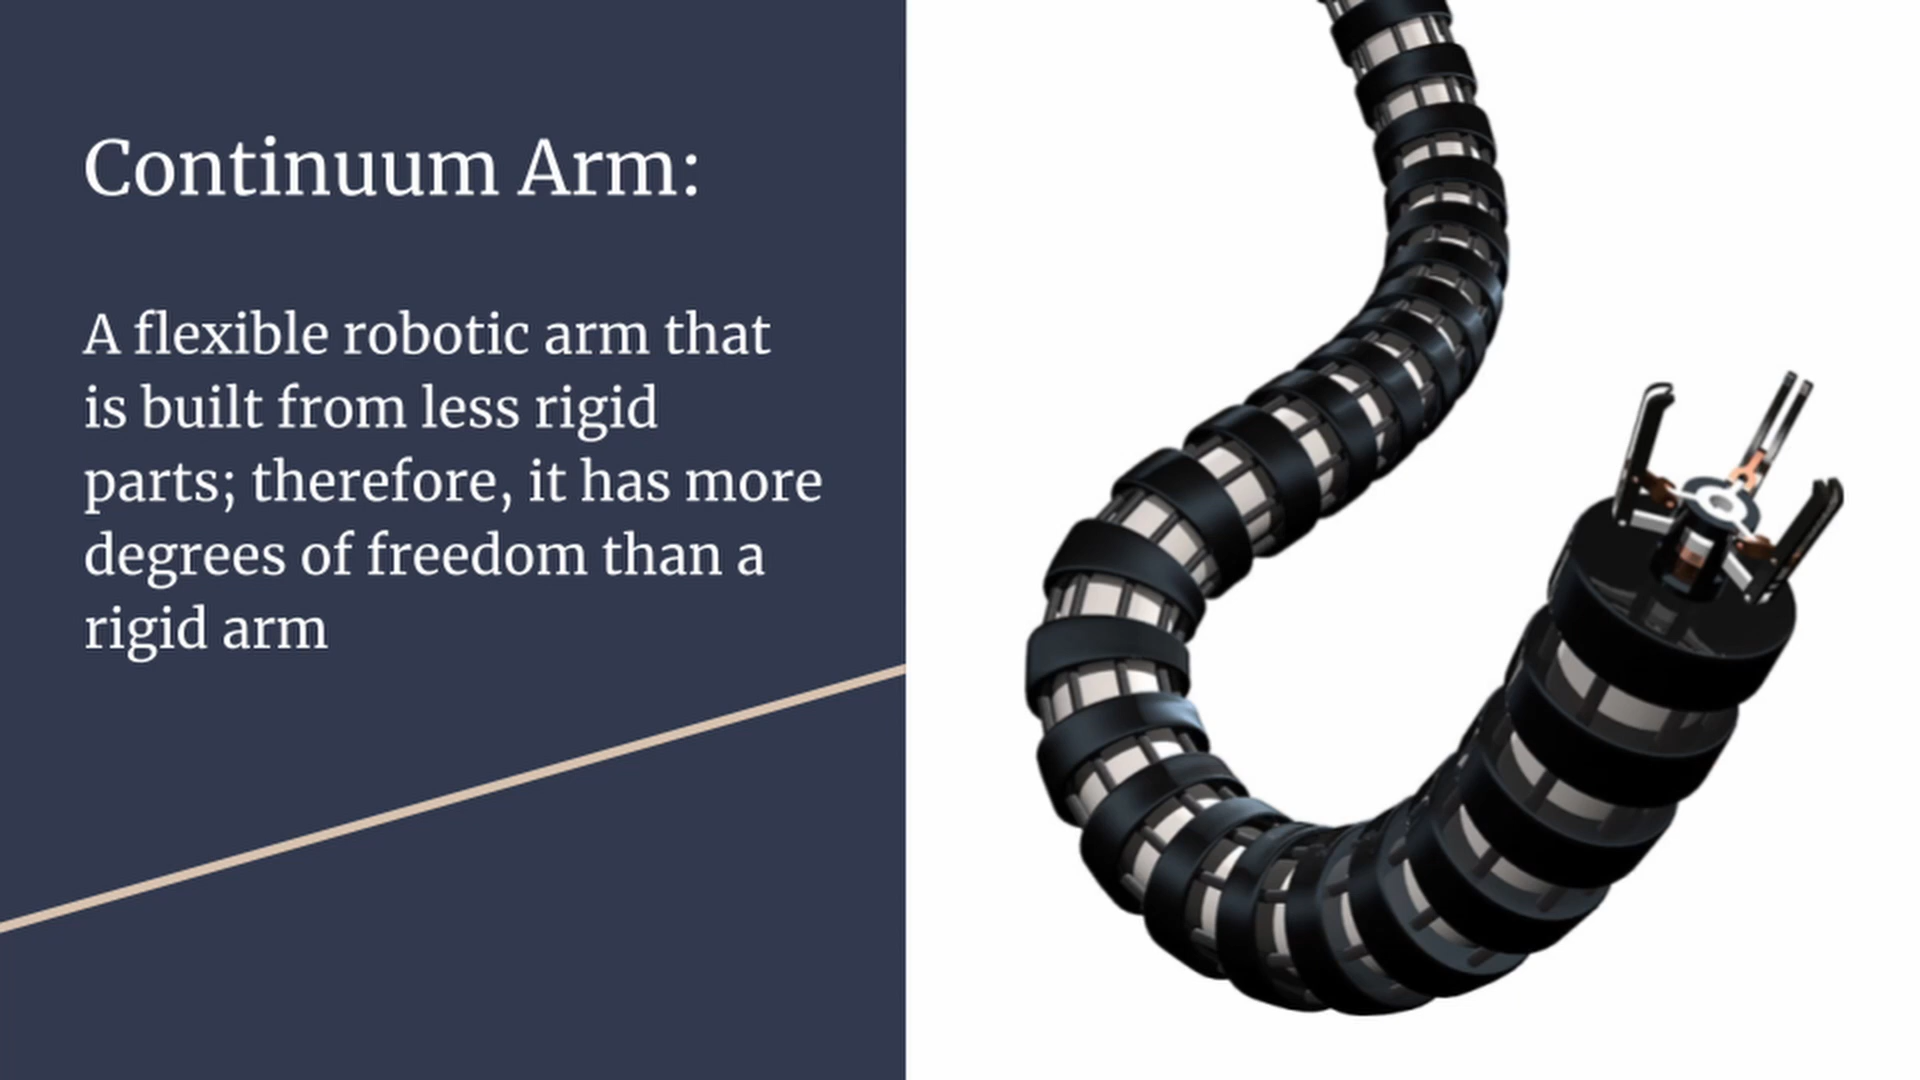 Continuum Arm:
A flexible robotic arm that
is built from less rigid
parts; therefore, it has more
degrees of freedom than a
rigid arm